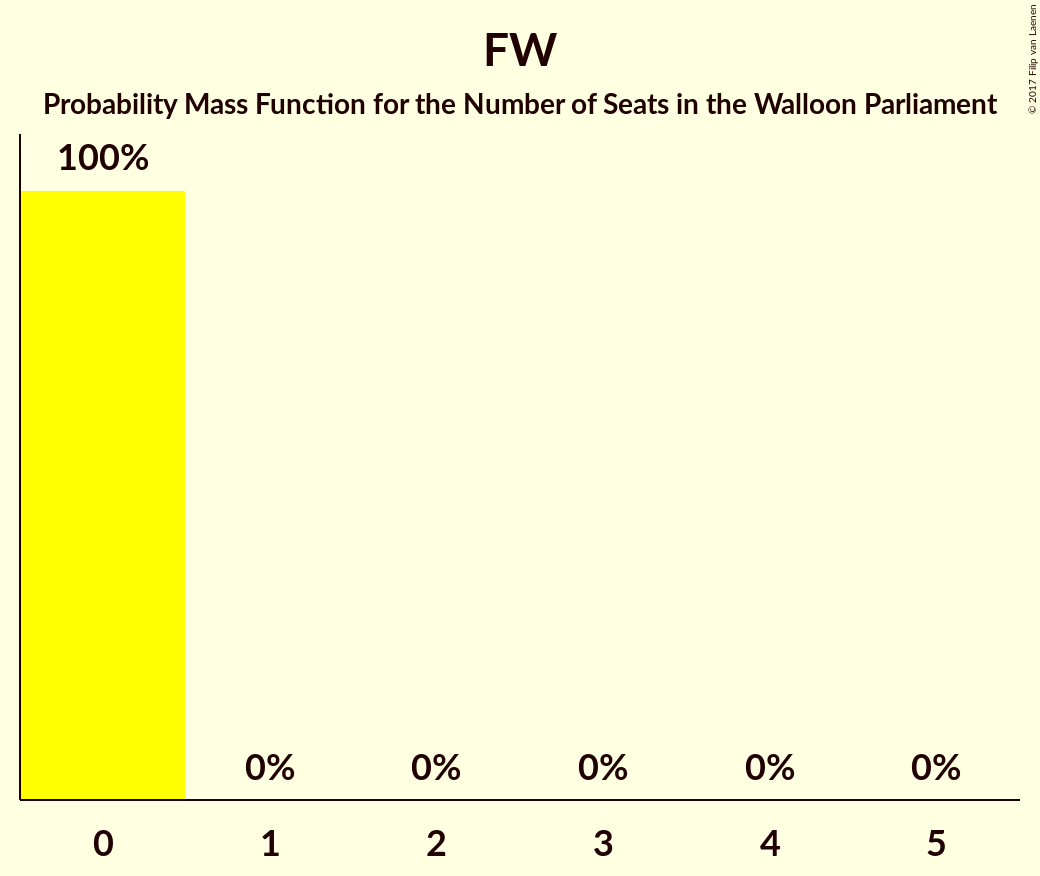 FW
Probability Mass Function for the Number of Seats in the Walloon Parliament
© 2017 Filip van Laenen
100%
0% 0% 0% 0% 0%
0 1 2 3 4 5